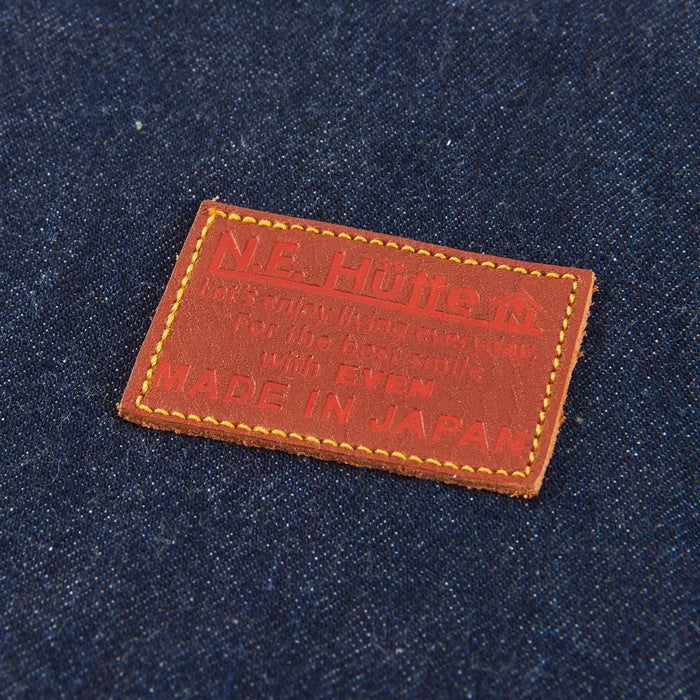 N.E. Hütte N
Let's enjoy living everyday.
For the best smile
With EVEN
MADE IN JAPAN